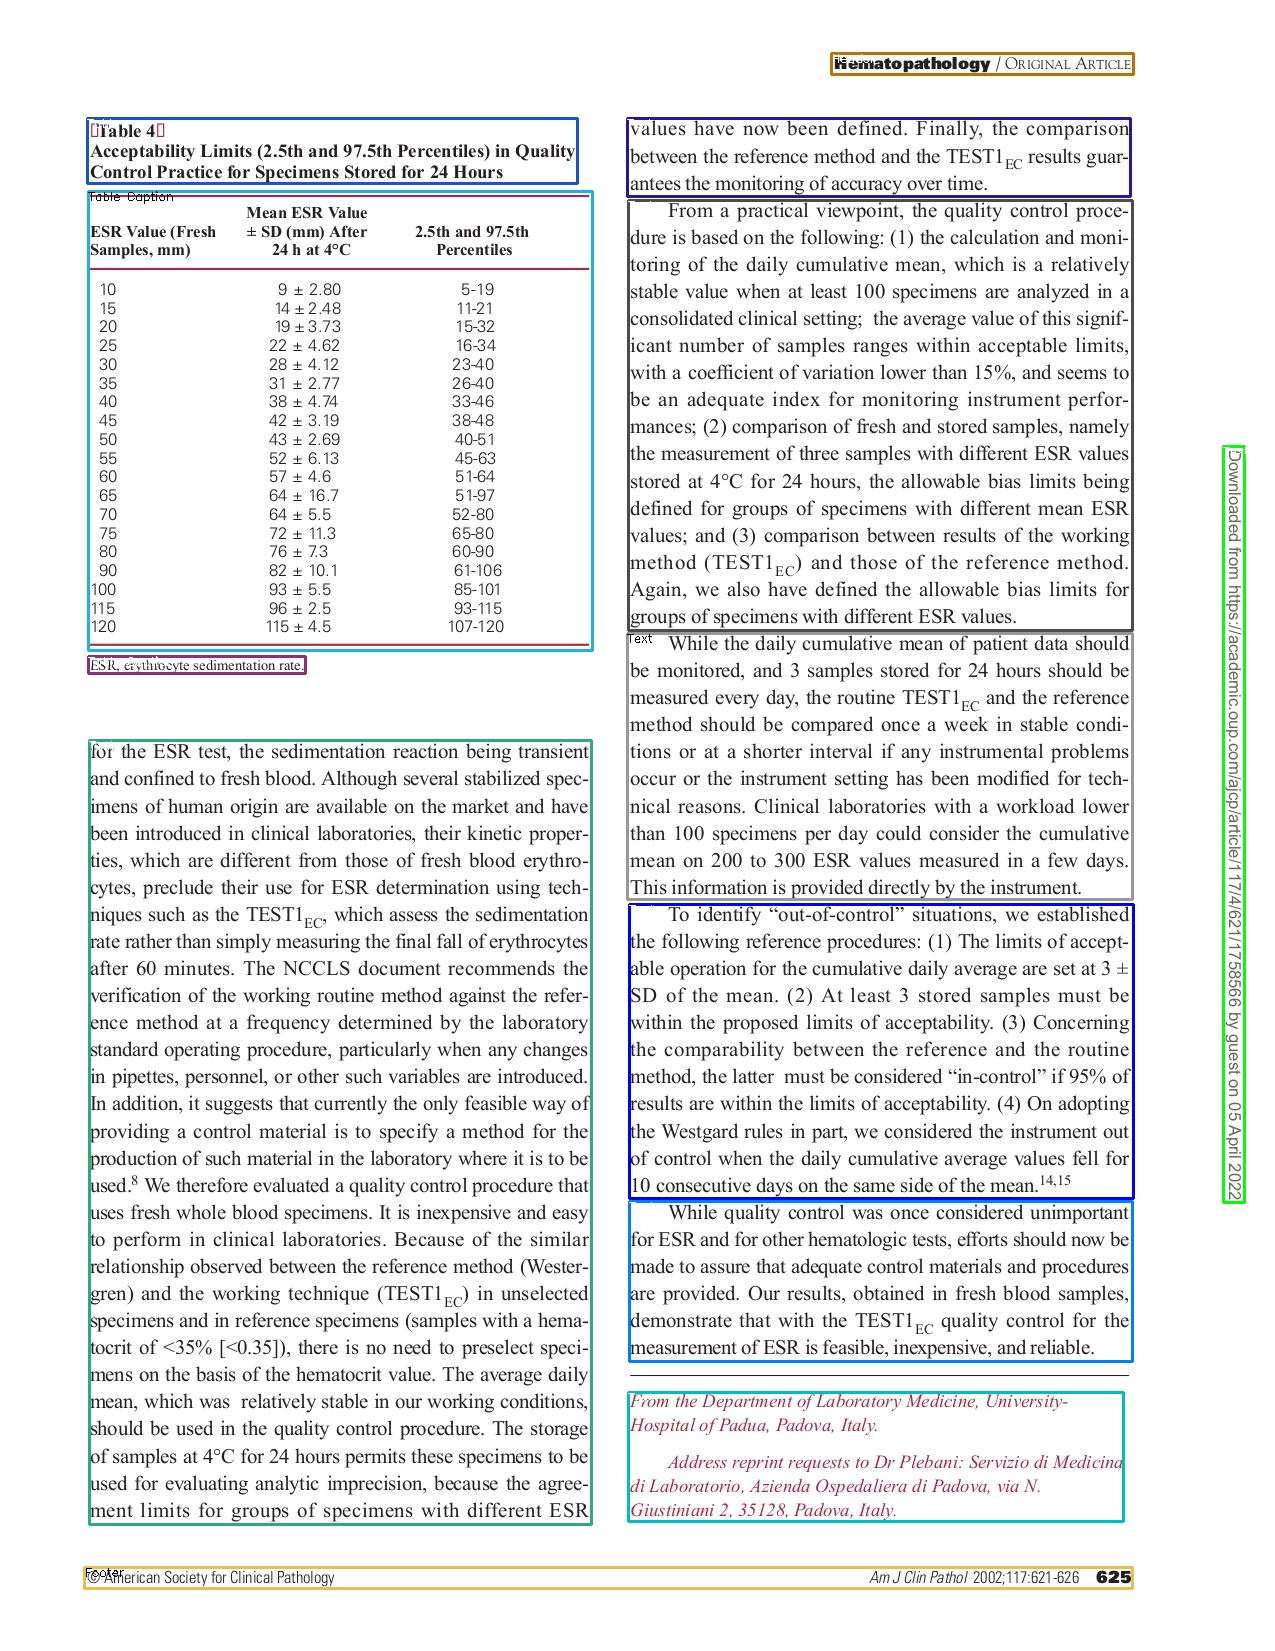 Hematopathology / ORIGINAL ARTICLE
Table 4
Acceptability Limits (2.5th and 97.5th Percentiles) in Quality
Control Practice for Specimens Stored for 24 Hours
Table Caption
ESR Value (Fresh Samples, mm) Mean ESR Value ± SD (mm) After 24 h at 4°C 2.5th and 97.5th Percentiles
10 9 ± 2.80 5-19
15 14 ± 2.48 11-21
20 19 ± 3.73 15-32
25 22 ± 4.62 16-34
30 28 ± 4.12 23-40
35 31 ± 2.77 26-40
40 38 ± 4.74 33-46
45 42 ± 3.19 38-48
50 43 ± 2.69 40-51
55 52 ± 6.13 45-63
60 57 ± 4.6 51-64
65 64 ± 16.7 51-97
70 64 ± 5.5 52-80
75 72 ± 11.3 65-80
80 76 ± 7.3 60-90
90 82 ± 10.1 61-106
100 93 ± 5.5 85-101
115 96 ± 2.5 93-115
120 115 ± 4.5 107-120
ESR, erythrocyte sedimentation rate.
for the ESR test, the sedimentation reaction being transient
and confined to fresh blood. Although several stabilized spec-
imens of human origin are available on the market and have
been introduced in clinical laboratories, their kinetic proper-
ties, which are different from those of fresh blood erythro-
cytes, preclude their use for ESR determination using tech-
niques such as the TEST1EC, which assess the sedimentation
rate rather than simply measuring the final fall of erythrocytes
after 60 minutes. The NCCLS document recommends the
verification of the working routine method against the refer-
ence method at a frequency determined by the laboratory
standard operating procedure, particularly when any changes
in pipettes, personnel, or other such variables are introduced.
In addition, it suggests that currently the only feasible way of
providing a control material is to specify a method for the
production of such material in the laboratory where it is to be
used.8 We therefore evaluated a quality control procedure that
uses fresh whole blood specimens. It is inexpensive and easy
to perform in clinical laboratories. Because of the similar
relationship observed between the reference method (Wester-
gren) and the working technique (TEST1EC) in unselected
specimens and in reference specimens (samples with a hema-
tocrit of <35% [<0.35]), there is no need to preselect speci-
mens on the basis of the hematocrit value. The average daily
mean, which was relatively stable in our working conditions,
should be used in the quality control procedure. The storage
of samples at 4°C for 24 hours permits these specimens to be
used for evaluating analytic imprecision, because the agree-
ment limits for groups of specimens with different ESR
values have now been defined. Finally, the comparison
between the reference method and the TEST1EC results guar-
antees the monitoring of accuracy over time.
From a practical viewpoint, the quality control proce-
dure is based on the following: (1) the calculation and moni-
toring of the daily cumulative mean, which is a relatively
stable value when at least 100 specimens are analyzed in a
consolidated clinical setting; the average value of this signif-
icant number of samples ranges within acceptable limits,
with a coefficient of variation lower than 15%, and seems to
be an adequate index for monitoring instrument perfor-
mances; (2) comparison of fresh and stored samples, namely
the measurement of three samples with different ESR values
stored at 4°C for 24 hours, the allowable bias limits being
defined for groups of specimens with different mean ESR
values; and (3) comparison between results of the working
method (TEST1EC) and those of the reference method.
Again, we also have defined the allowable bias limits for
groups of specimens with different ESR values.
Text
While the daily cumulative mean of patient data should
be monitored, and 3 samples stored for 24 hours should be
measured every day, the routine TEST1EC and the reference
method should be compared once a week in stable condi-
tions or at a shorter interval if any instrumental problems
occur or the instrument setting has been modified for tech-
nical reasons. Clinical laboratories with a workload lower
than 100 specimens per day could consider the cumulative
mean on 200 to 300 ESR values measured in a few days.
This information is provided directly by the instrument.
To identify “out-of-control” situations, we established
the following reference procedures: (1) The limits of accept-
able operation for the cumulative daily average are set at 3 ±
SD of the mean. (2) At least 3 stored samples must be
within the proposed limits of acceptability. (3) Concerning
the comparability between the reference and the routine
method, the latter must be considered “in-control” if 95% of
results are within the limits of acceptability. (4) On adopting
the Westgard rules in part, we considered the instrument out
of control when the daily cumulative average values fell for
10 consecutive days on the same side of the mean.14,15
While quality control was once considered unimportant
for ESR and for other hematologic tests, efforts should now be
made to assure that adequate control materials and procedures
are provided. Our results, obtained in fresh blood samples,
demonstrate that with the TEST1EC quality control for the
measurement of ESR is feasible, inexpensive, and reliable.
From the Department of Laboratory Medicine, University-
Hospital of Padua, Padova, Italy.
Address reprint requests to Dr Plebani: Servizio di Medicina
di Laboratorio, Azienda Ospedaliera di Padova, via N.
Giustiniani 2, 35128, Padova, Italy.
Footer
© American Society for Clinical Pathology
Am J Clin Pathol 2002;117:621-626 625
Downloaded from https://academic.oup.com/ajcp/article/117/4/621/1758566 by guest on 05 April 2022